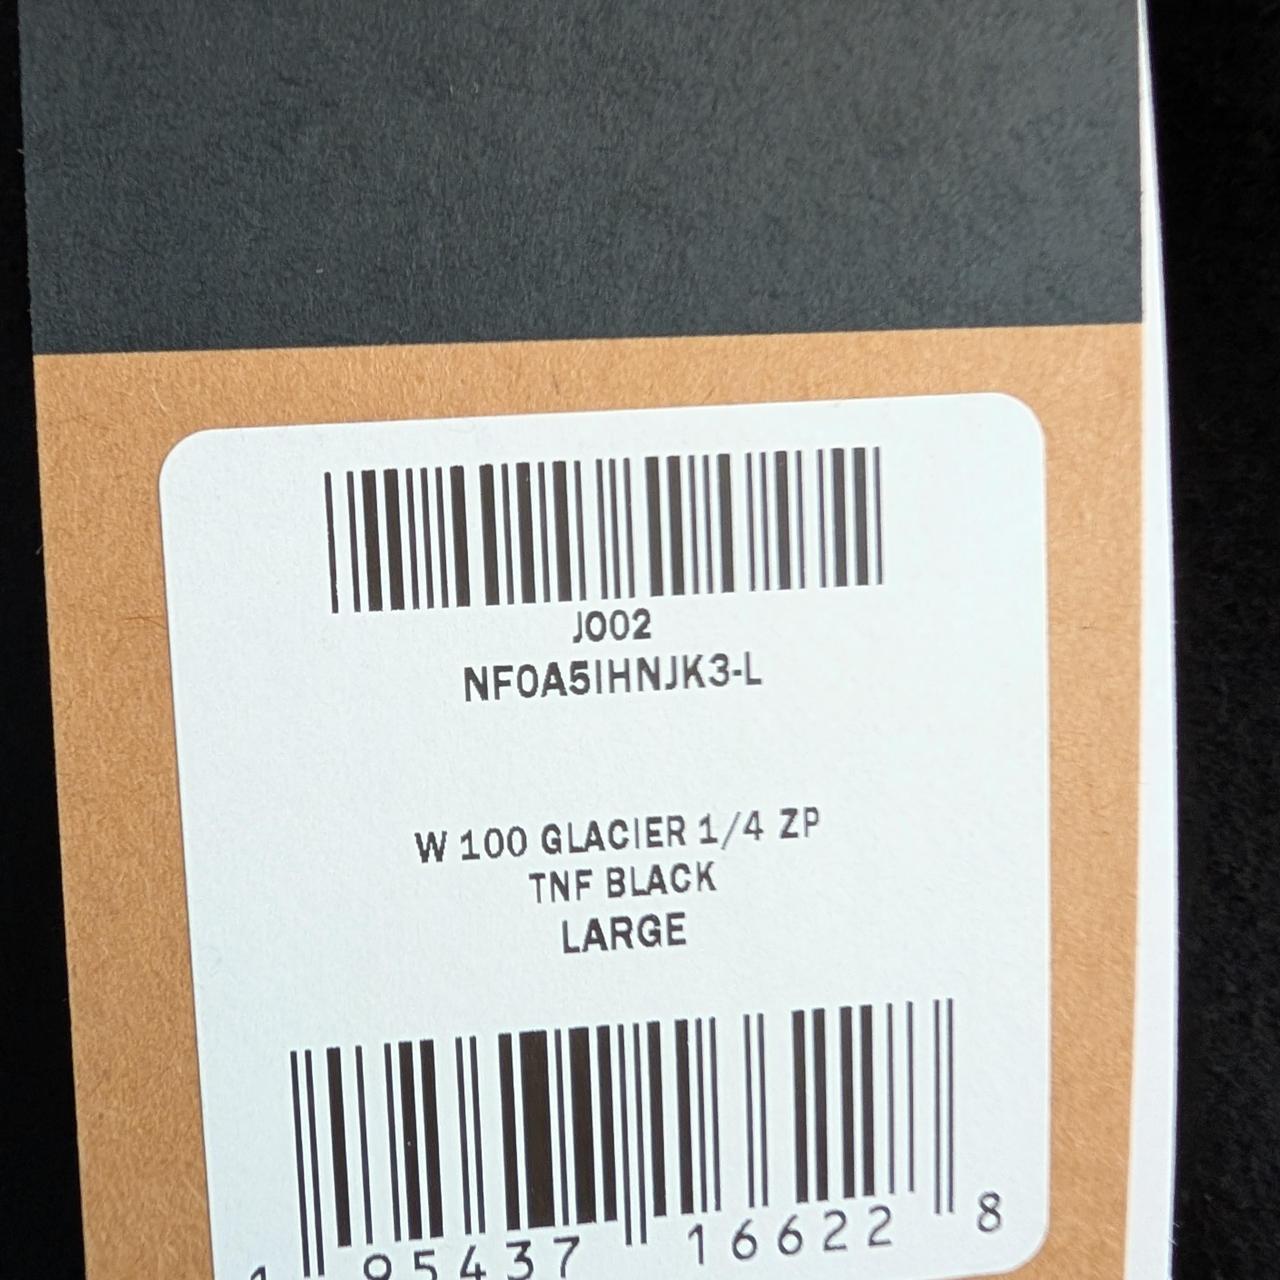 J002
NF0A5IHNJK3-L
W 100 GLACIER 1/4 ZP
TNF BLACK
LARGE
1 95437 16622 8